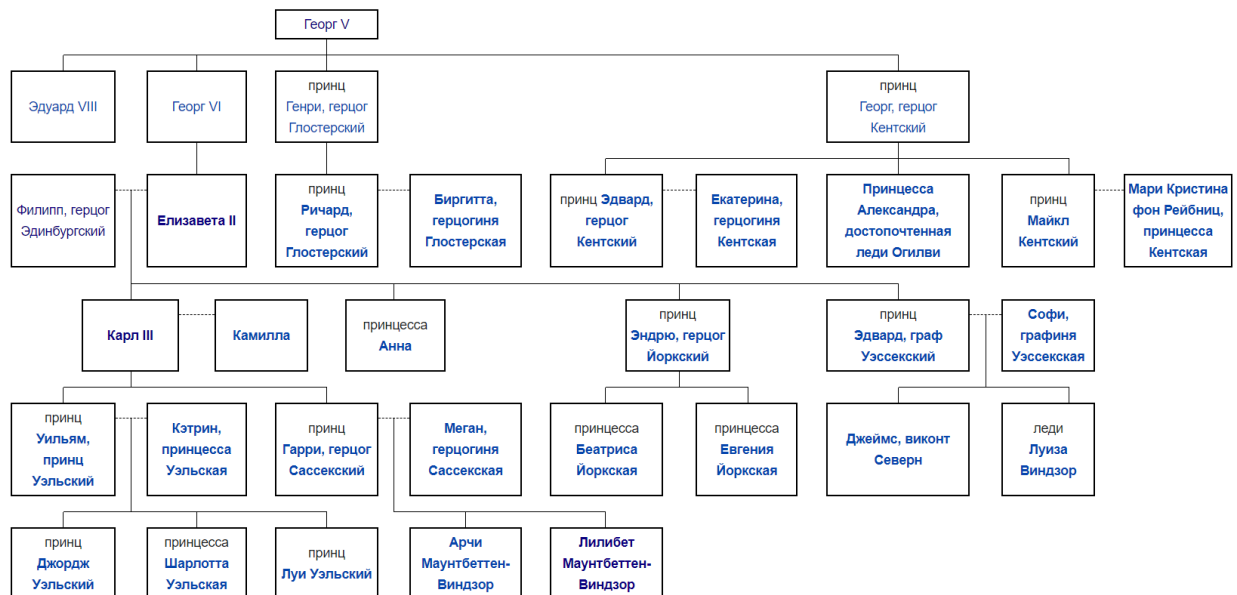 Георг V
Эдуард VIII
Георг VI
принц
Генри, герцог
Глостерский
принц
Георг, герцог
Кентский
Филипп, герцог
Эдинбургский
Елизавета II
принц
Ричард,
герцог
Глостерский
Биргитта,
герцогиня
Глостерская
принц Эдвард,
герцог
Кентский
Екатерина,
герцогиня
Кентская
Принцесса
Александра,
достопочтенная
леди Огилви
принц
Майкл
Кентский
Мари Кристина
фон Рейбниц,
принцесса
Кентская
Карл III
Камилла
принцесса
Анна
принц
Эндрю, герцог
Йоркский
принц
Эдвард, граф
Уэссекский
Софи,
графиня
Уэссекская
принц
Уильям,
принц
Уэльский
Кэтрин,
принцесса
Уэльская
принц
Гарри, герцог
Сассекский
Меган,
герцогиня
Сассекская
принцесса
Беатриса
Йоркская
принцесса
Евгения
Йоркская
Джеймс, виконт
Северн
леди
Луиза
Виндзор
принц
Джордж
Уэльский
принцесса
Шарлотта
Уэльская
принц
Луи Уэльский
Арчи
Маунтбеттен-
Виндзор
Лилибет
Маунтбеттен-
Виндзор